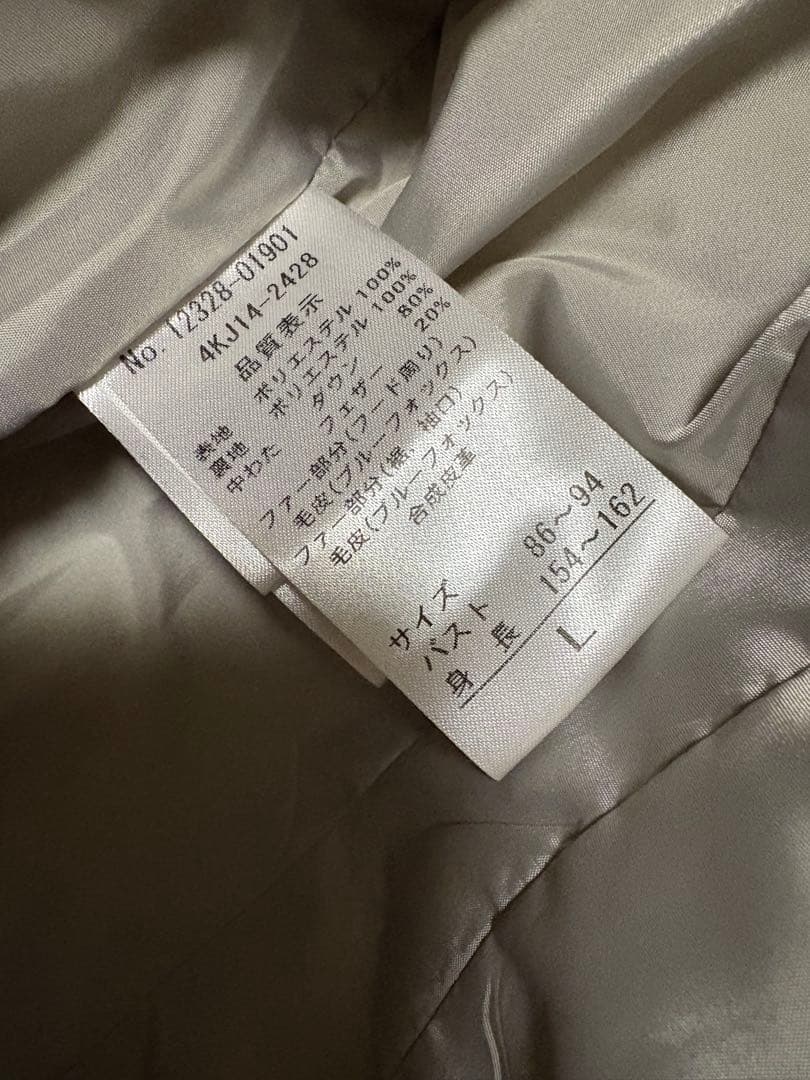 No. 12328-01901
4KJ14-2428
品質表示
表地 ポリエステル 100%
裏地 ポリエステル 100%
中わた ダウン 80%
フェザー 20%
ファー部分(フード周り)
毛皮(ブルーフォックス)
ファー部分(裾、袖口)
毛皮(ブルーフォックス)
合成皮革
サイズ
バスト 86〜94
身長 154〜162
L